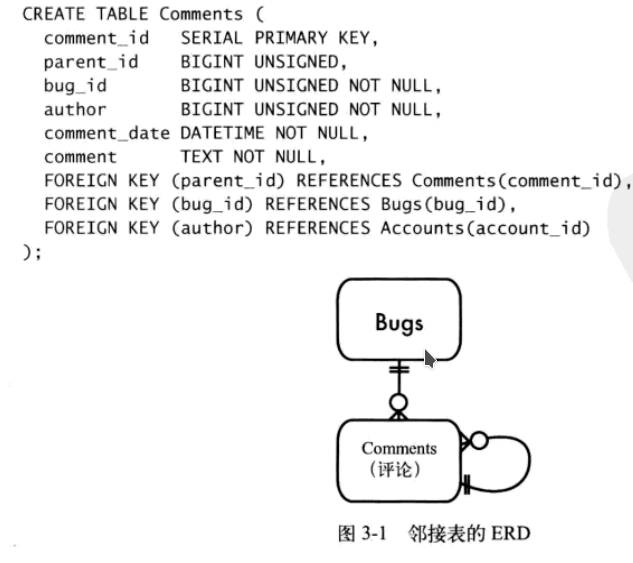 CREATE TABLE Comments (
comment_id SERIAL PRIMARY KEY,
parent_id BIGINT UNSIGNED,
bug_id BIGINT UNSIGNED NOT NULL,
author BIGINT UNSIGNED NOT NULL,
comment_date DATETIME NOT NULL,
comment TEXT NOT NULL,
FOREIGN KEY (parent_id) REFERENCES Comments(comment_id),
FOREIGN KEY (bug_id) REFERENCES Bugs(bug_id),
FOREIGN KEY (author) REFERENCES Accounts(account_id)
);
Bugs
Comments
（评论）
图 3-1 邻接表的 ERD